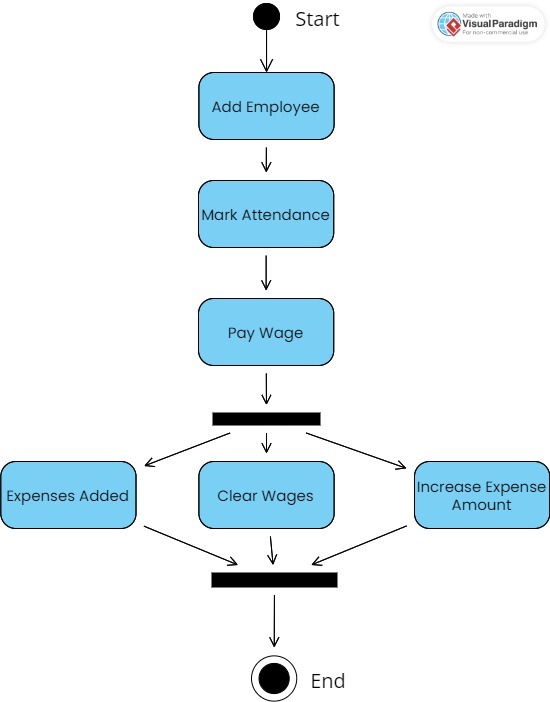 Start
Made with
Visual Paradigm
For non-commercial use
Add Employee
Mark Attendance
Pay Wage
Expenses Added
Clear Wages
Increase Expense
Amount
End